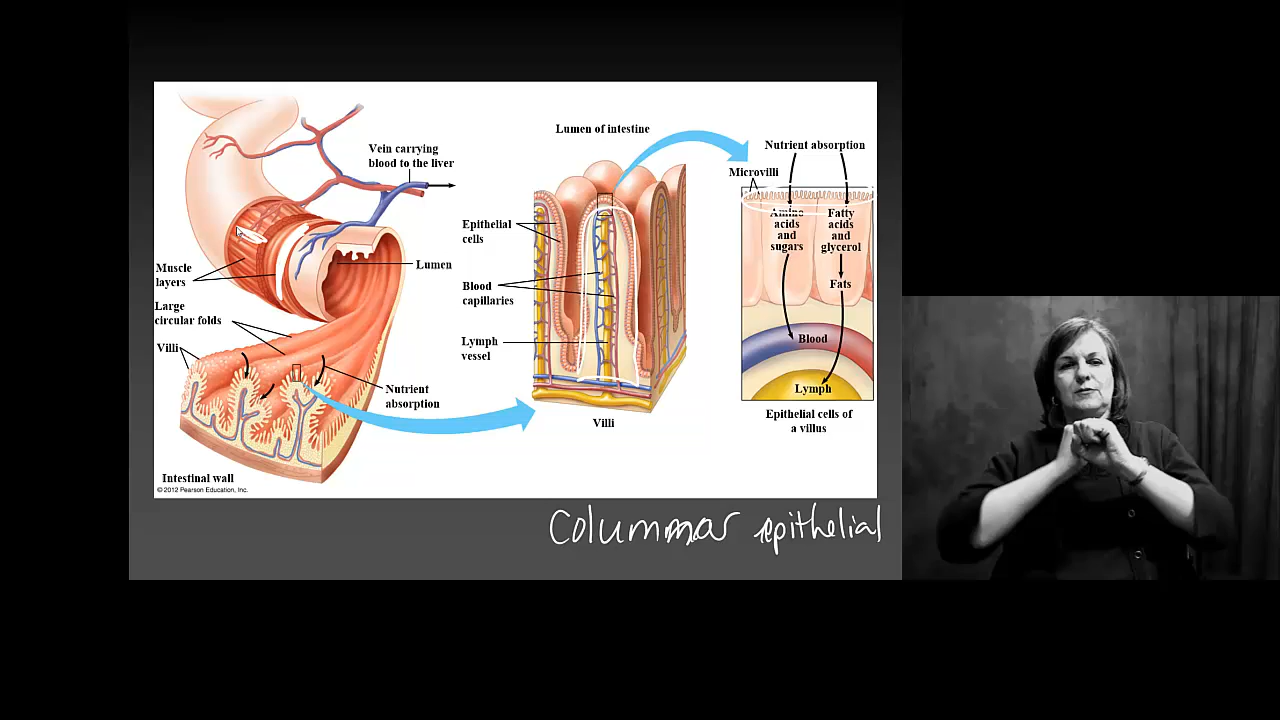 Vein carrying
blood to the liver
Lumen
Muscle
layers
Large
circular folds
Villi
Nutrient
absorption
Intestinal wall
© 2012 Pearson Education, Inc.
Lumen of intestine
Epithelial
cells
Blood
capillaries
Lymph
vessel
Villi
Nutrient absorption
Microvilli
Amino
acids
and
sugars
Fatty
acids
and
glycerol
Fats
Blood
Lymph
Epithelial cells of
a villus
Columnar epithelial